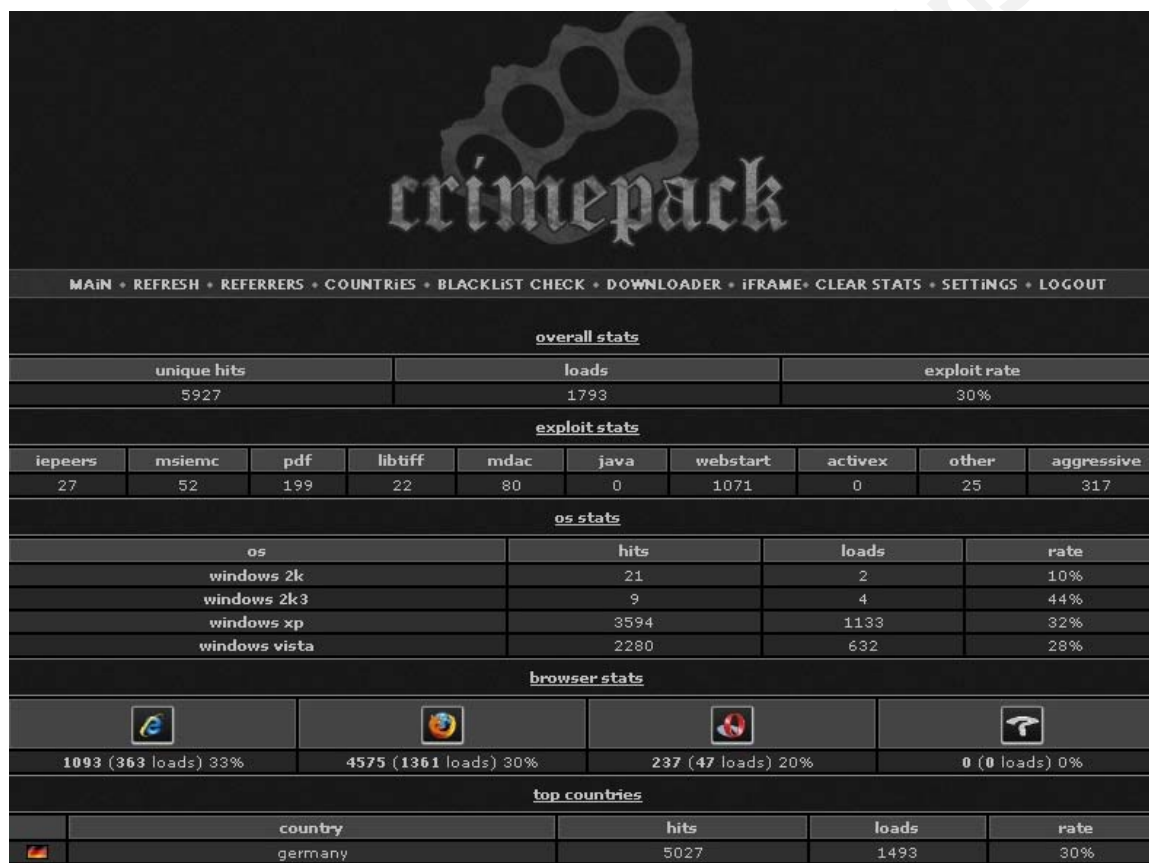 crimepack
MAiN • REFRESH • REFERRERS • COUNTRiES • BLACKLiST CHECK • DOWNLOADER • iFRAME• CLEAR STATS • SETTiNGS • LOGOUT
overall stats
unique hits loads exploit rate
5927 1793 30%
exploit stats
iepeers msiemc pdf libtiff mdac java webstart activex other aggressive
27 52 199 22 80 0 1071 0 25 317
os stats
os hits loads rate
windows 2k 21 2 10%
windows 2k3 9 4 44%
windows xp 3594 1133 32%
windows vista 2280 632 28%
browser stats
1093 (363 loads) 33% 4575 (1361 loads) 30% 237 (47 loads) 20% 0 (0 loads) 0%
top countries
country hits loads rate
germany 5027 1493 30%